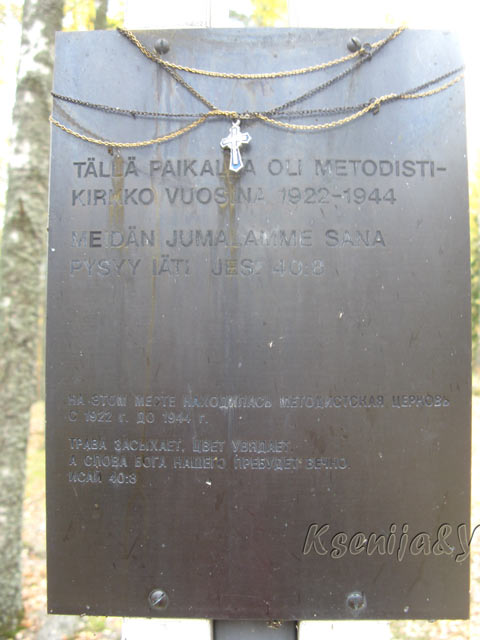 TÄLLÄ PAIKALLA OLI METODISTI-
KIRKKO VUOSINA 1922-1944
MEIDÄN JUMALAMME SANA
PYSYY IÄTI JES. 40:8
НА ЭТОМ МЕСТЕ НАХОДИЛАСЬ МЕТОДИСТСКАЯ ЦЕРКОВЬ
С 1922 г. ДО 1944 г.
ТРАВА ЗАСЫХАЕТ, ЦВЕТ УВЯДАЕТ,
А СЛОВА БОГА НАШЕГО ПРЕБУДЕТ ВЕЧНО.
ИСАЙ 40:8
Ksenija&Y